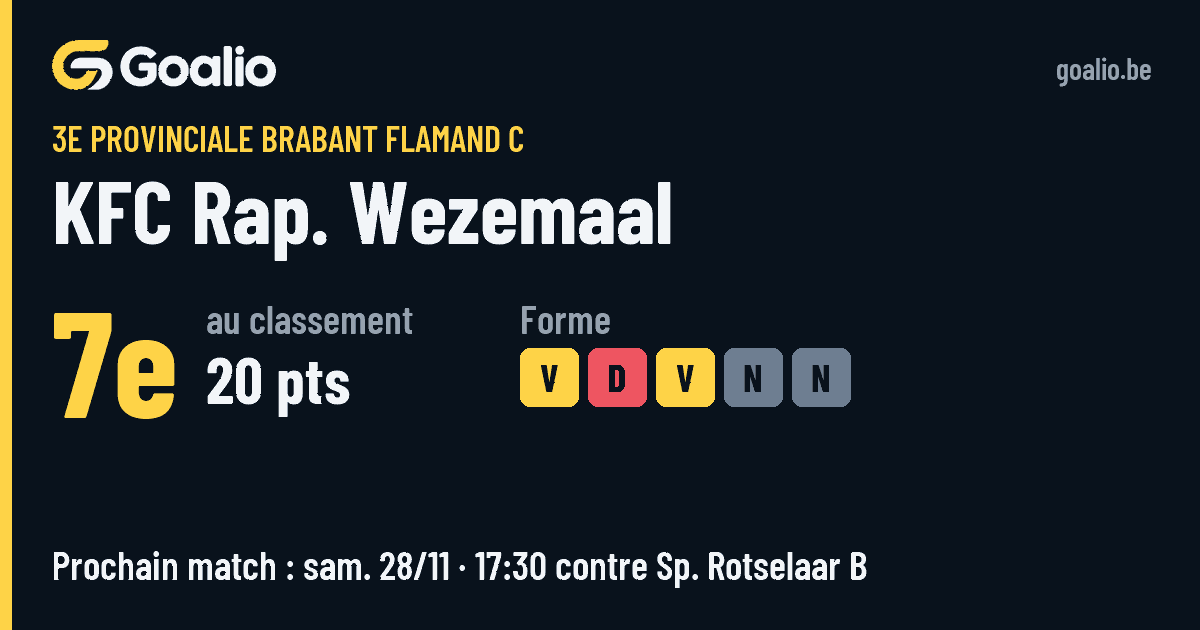 Goalio
goalio.be
3E PROVINCIALE BRABANT FLAMAND C
KFC Rap. Wezemaal
7e
au classement
20 pts
Forme
V D V N N
Prochain match : sam. 28/11 · 17:30 contre Sp. Rotselaar B